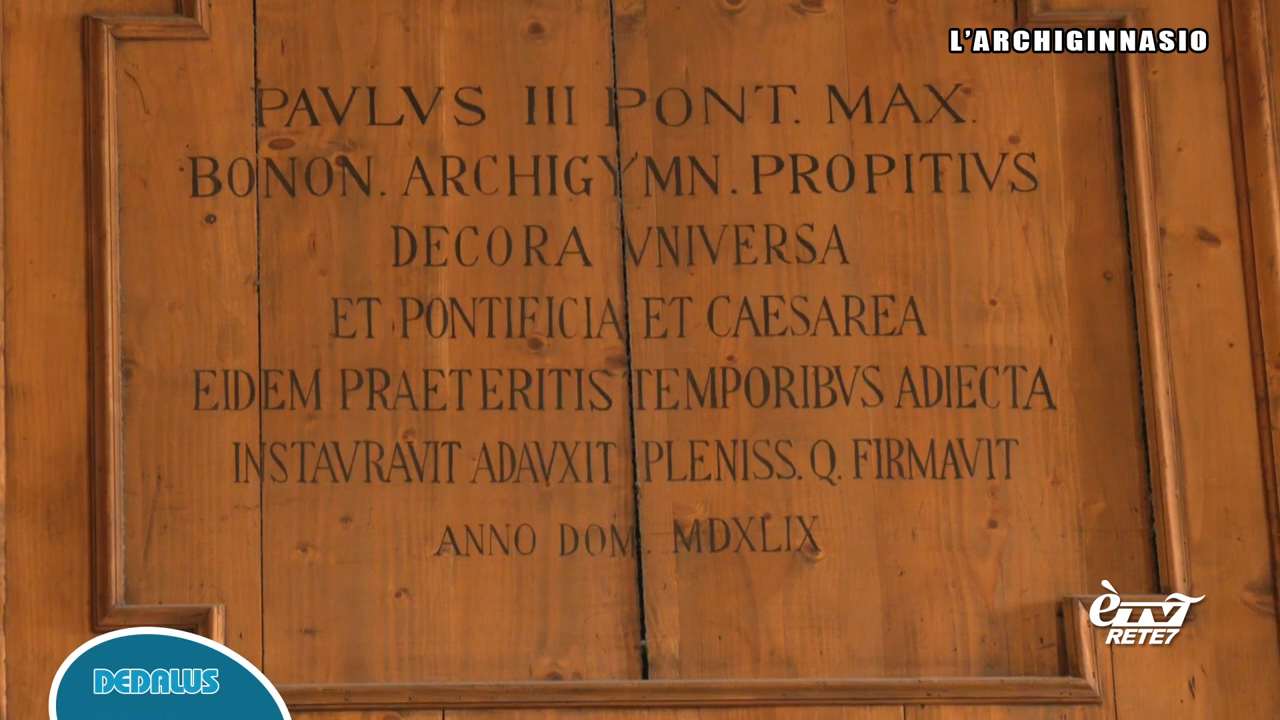 L'ARCHIGINNASIO
PAVLVS III PONT. MAX.
BONON. ARCHIGYMN. PROPITIVS
DECORA VNIVERSA
ET PONTIFICIA ET CAESAREA
EIDEM PRAETERITIS TEMPORIBVS ADIECTA
INSTAVRAVIT ADAVXIT PLENISS. Q. FIRMAVIT
ANNO DOM. MDXLIX
èTV
RETE7
DEDALUS